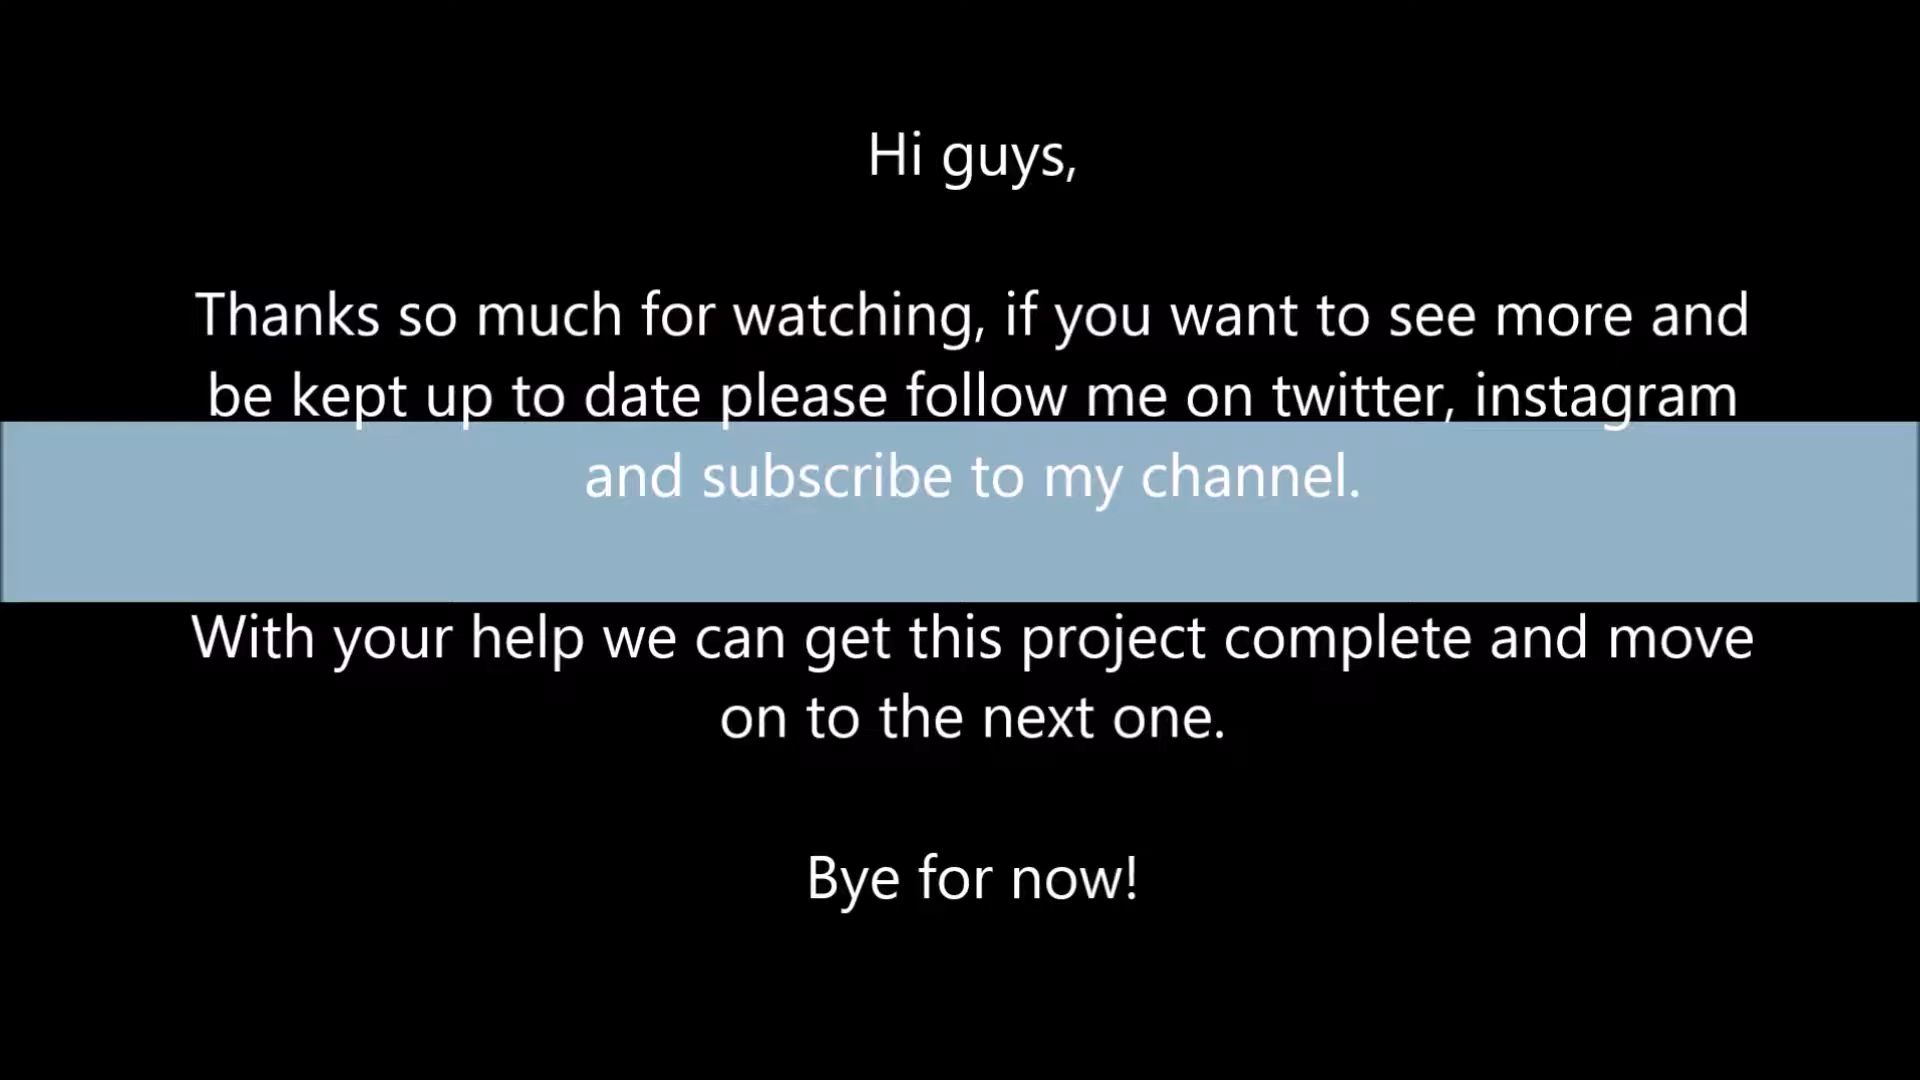 Hi guys,
Thanks so much for watching, if you want to see more and
be kept up to date please follow me on twitter, instagram
and subscribe to my channel.
With your help we can get this project complete and move
on to the next one.
Bye for now!